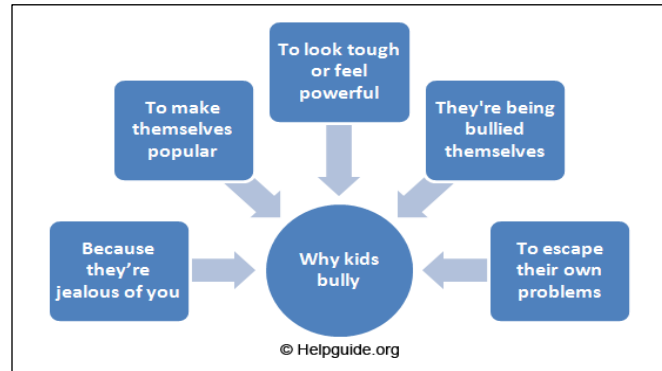 To look tough
or feel
powerful
To make
themselves
popular
They're being
bullied
themselves
Because
they’re
jealous of you
Why kids
bully
To escape
their own
problems
© Helpguide.org